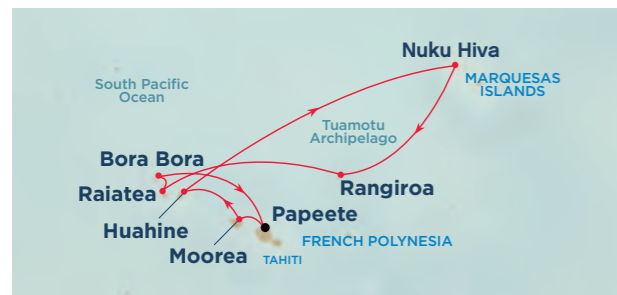 Nuku Hiva
MARQUESAS
ISLANDS
South Pacific
Ocean
Tuamotu
Archipelago
Bora Bora
Raiatea
Rangiroa
Huahine
Papeete
Moorea
FRENCH POLYNESIA
TAHITI